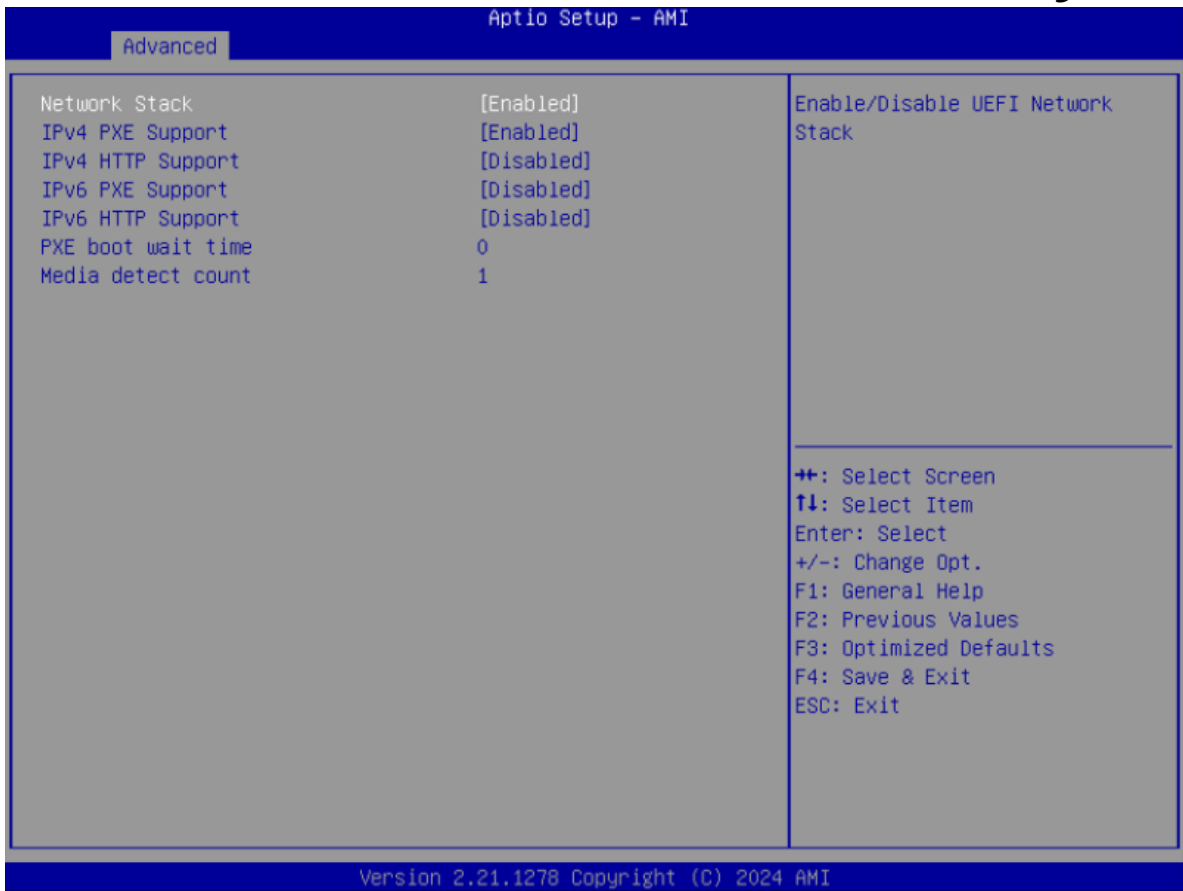 Aptio Setup - AMI
Advanced
Network Stack [Enabled]
IPv4 PXE Support [Enabled]
IPv4 HTTP Support [Disabled]
IPv6 PXE Support [Disabled]
IPv6 HTTP Support [Disabled]
PXE boot wait time 0
Media detect count 1
Enable/Disable UEFI Network
Stack
→←: Select Screen
↑↓: Select Item
Enter: Select
+/-: Change Opt.
F1: General Help
F2: Previous Values
F3: Optimized Defaults
F4: Save & Exit
ESC: Exit
Version 2.21.1278 Copyright (C) 2024 AMI